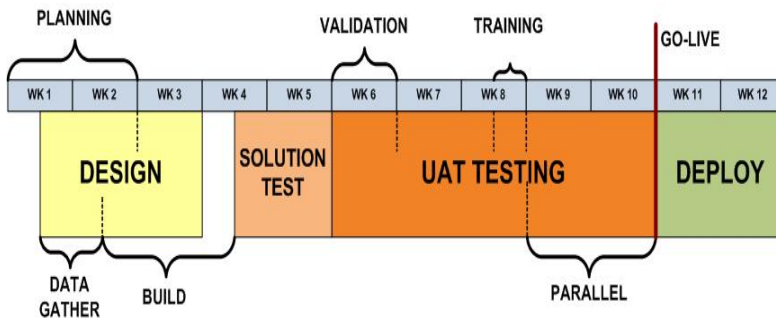 PLANNING
VALIDATION
TRAINING
GO-LIVE
WK 1
WK 2
WK 3
WK 4
WK 5
WK 6
WK 7
WK 8
WK 9
WK 10
WK 11
WK 12
DESIGN
SOLUTION
TEST
UAT TESTING
DEPLOY
DATA
GATHER
BUILD
PARALLEL